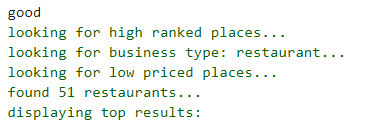 good
looking for high ranked places...
looking for business type: restaurant...
looking for low priced places...
found 51 restaurants...
displaying top results: